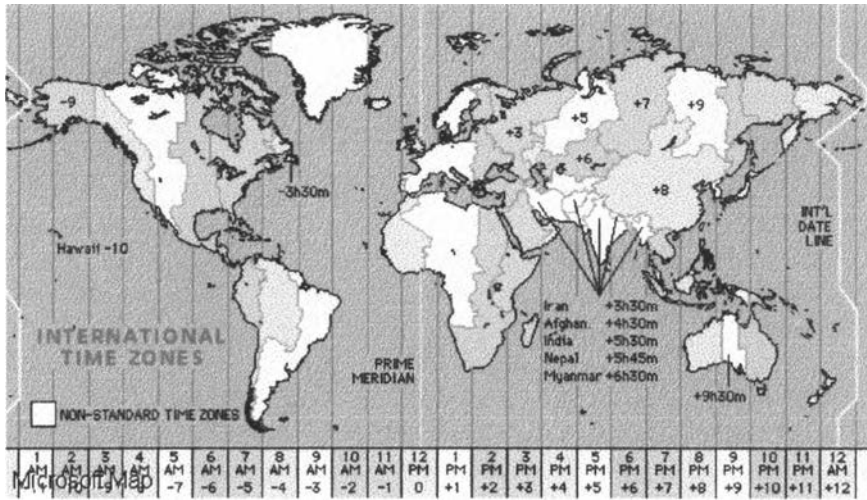 -9
+3
+5
+7
+9
+6
+8
-3h30m
Hawaii -10
INT'L
DATE
LINE
INTERNATIONAL
TIME ZONES
PRIME
MERIDIAN
Iran +3h30m
Afghan. +4h30m
India +5h30m
Nepal +5h45m
Myanmar +6h30m
+9h30m
NON-STANDARD TIME ZONES
1 2 3 4 5 6 7 8 9 10 11 12 1 2 3 4 5 6 7 8 9 10 11 12
AM AM AM AM AM AM AM AM AM AM AM PM PM PM PM PM PM PM PM PM PM PM PM AM
Microsoft Map
-7 -6 -5 -4 -3 -2 -1 0 +1 +2 +3 +4 +5 +6 +7 +8 +9 +10 +11 +12